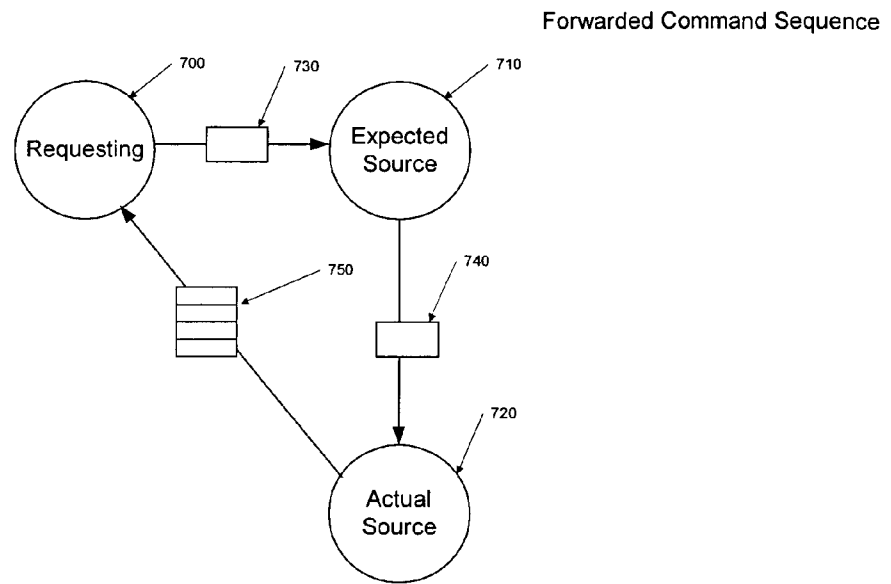 Forwarded Command Sequence
700
730
710
Requesting
Expected
Source
750
740
720
Actual
Source